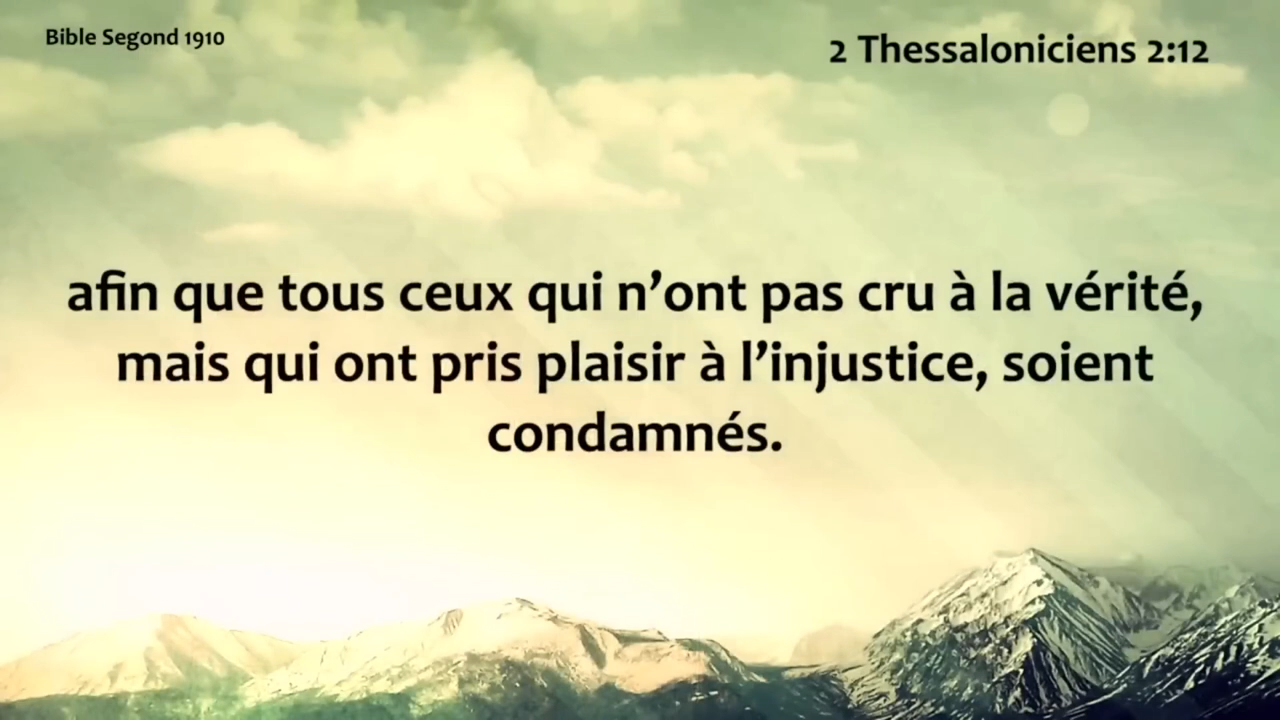 Bible Segond 1910
2 Thessaloniciens 2:12
afin que tous ceux qui n’ont pas cru à la vérité,
mais qui ont pris plaisir à l’injustice, soient
condamnés.